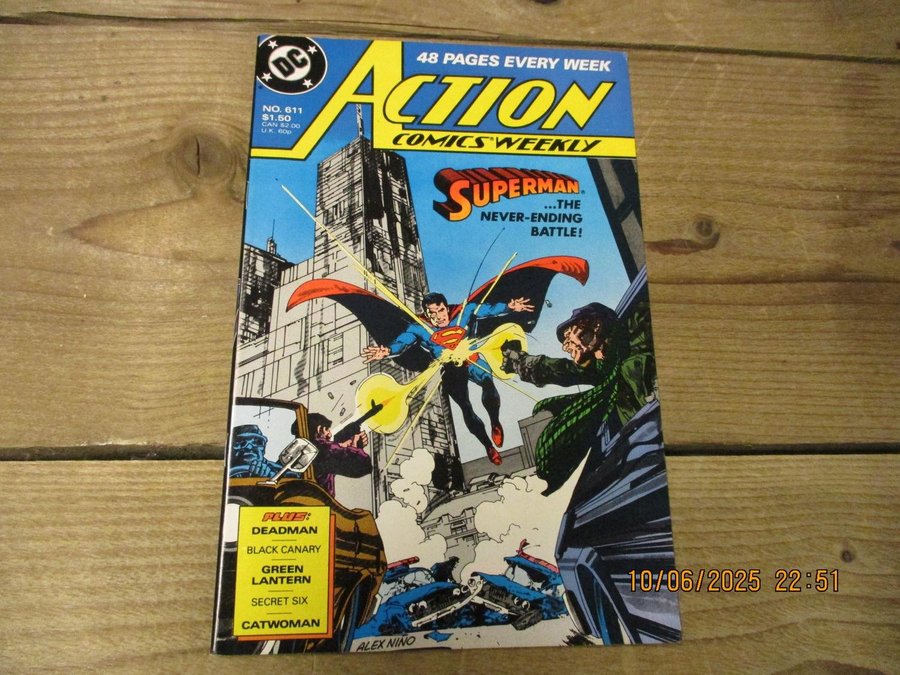 DC
48 PAGES EVERY WEEK
ACTION
COMICS WEEKLY
NO. 611
$1.50
CAN $2.00
U.K. 60p
SUPERMAN
...THE
NEVER-ENDING
BATTLE!
PLUS:
DEADMAN
BLACK CANARY
GREEN
LANTERN
SECRET SIX
CATWOMAN
ALEX NIÑO
10/06/2025 22:51